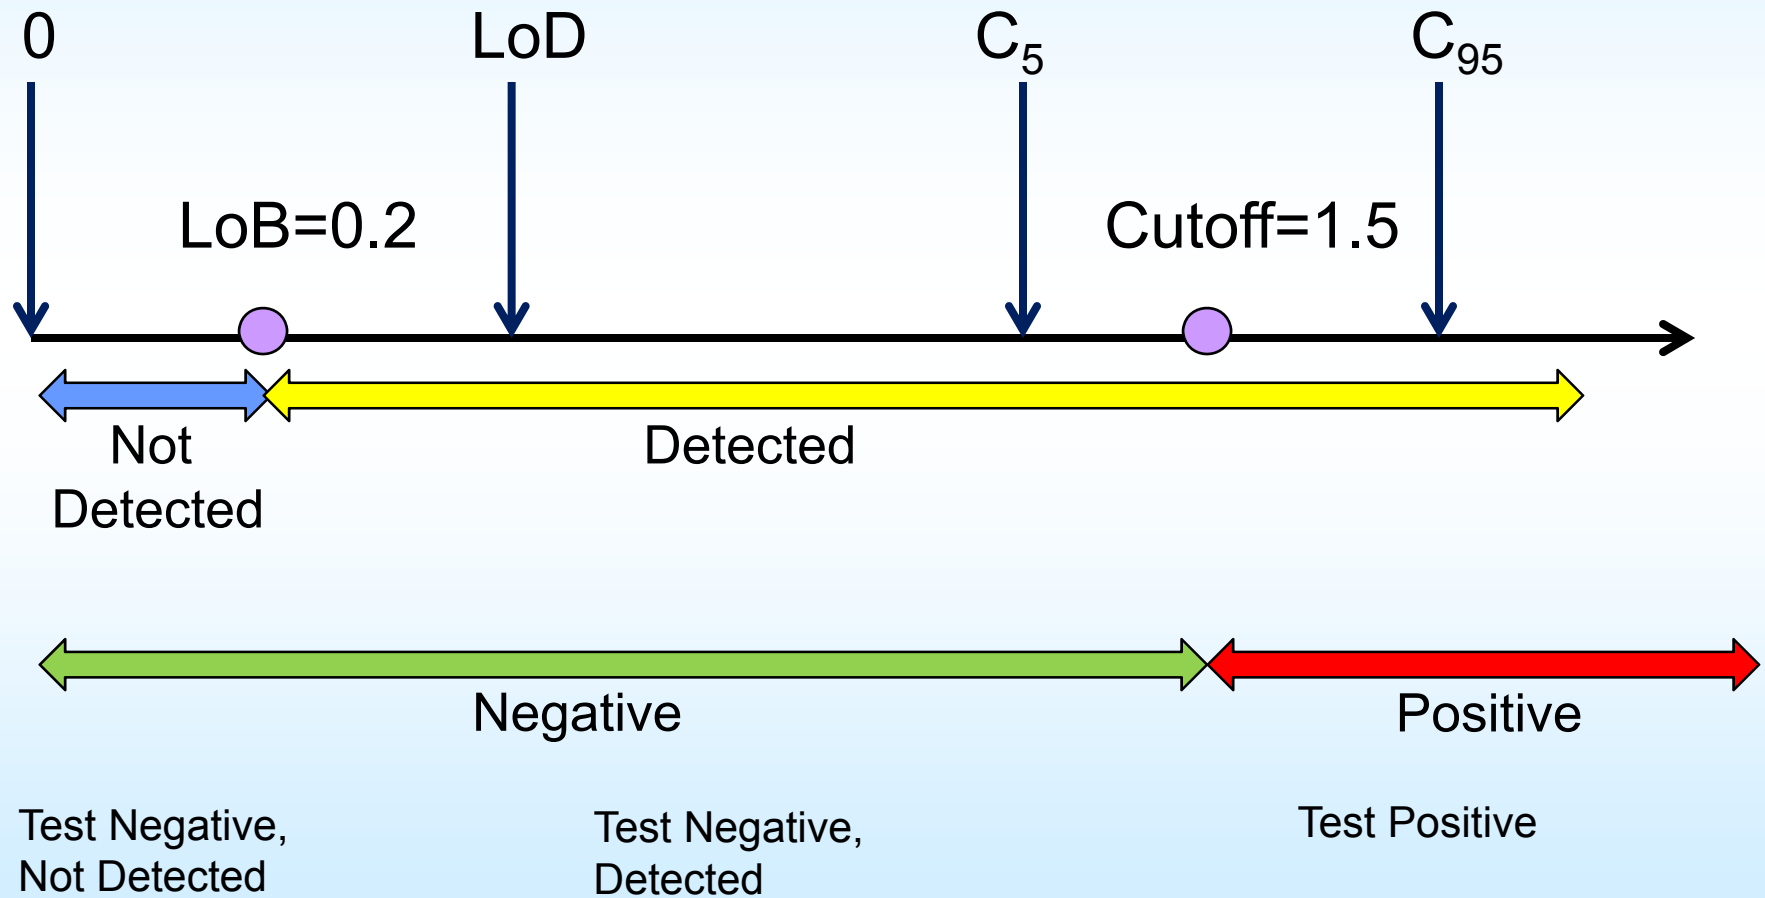 0
LoD
C₅
C₉₅
LoB=0.2
Cutoff=1.5
Not
Detected
Detected
Negative
Positive
Test Negative,
Not Detected
Test Negative,
Detected
Test Positive